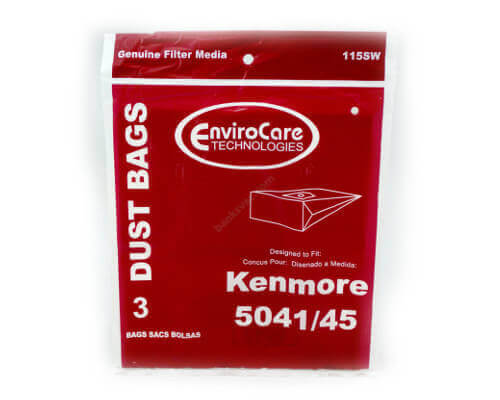 Genuine Filter Media
115SW
EnviroCare
TECHNOLOGIES
DUST BAGS
Designed to Fit:
Concus Pour: Disenado a Medida:
Kenmore
5041/45
3
BAGS SACS BOLSAS